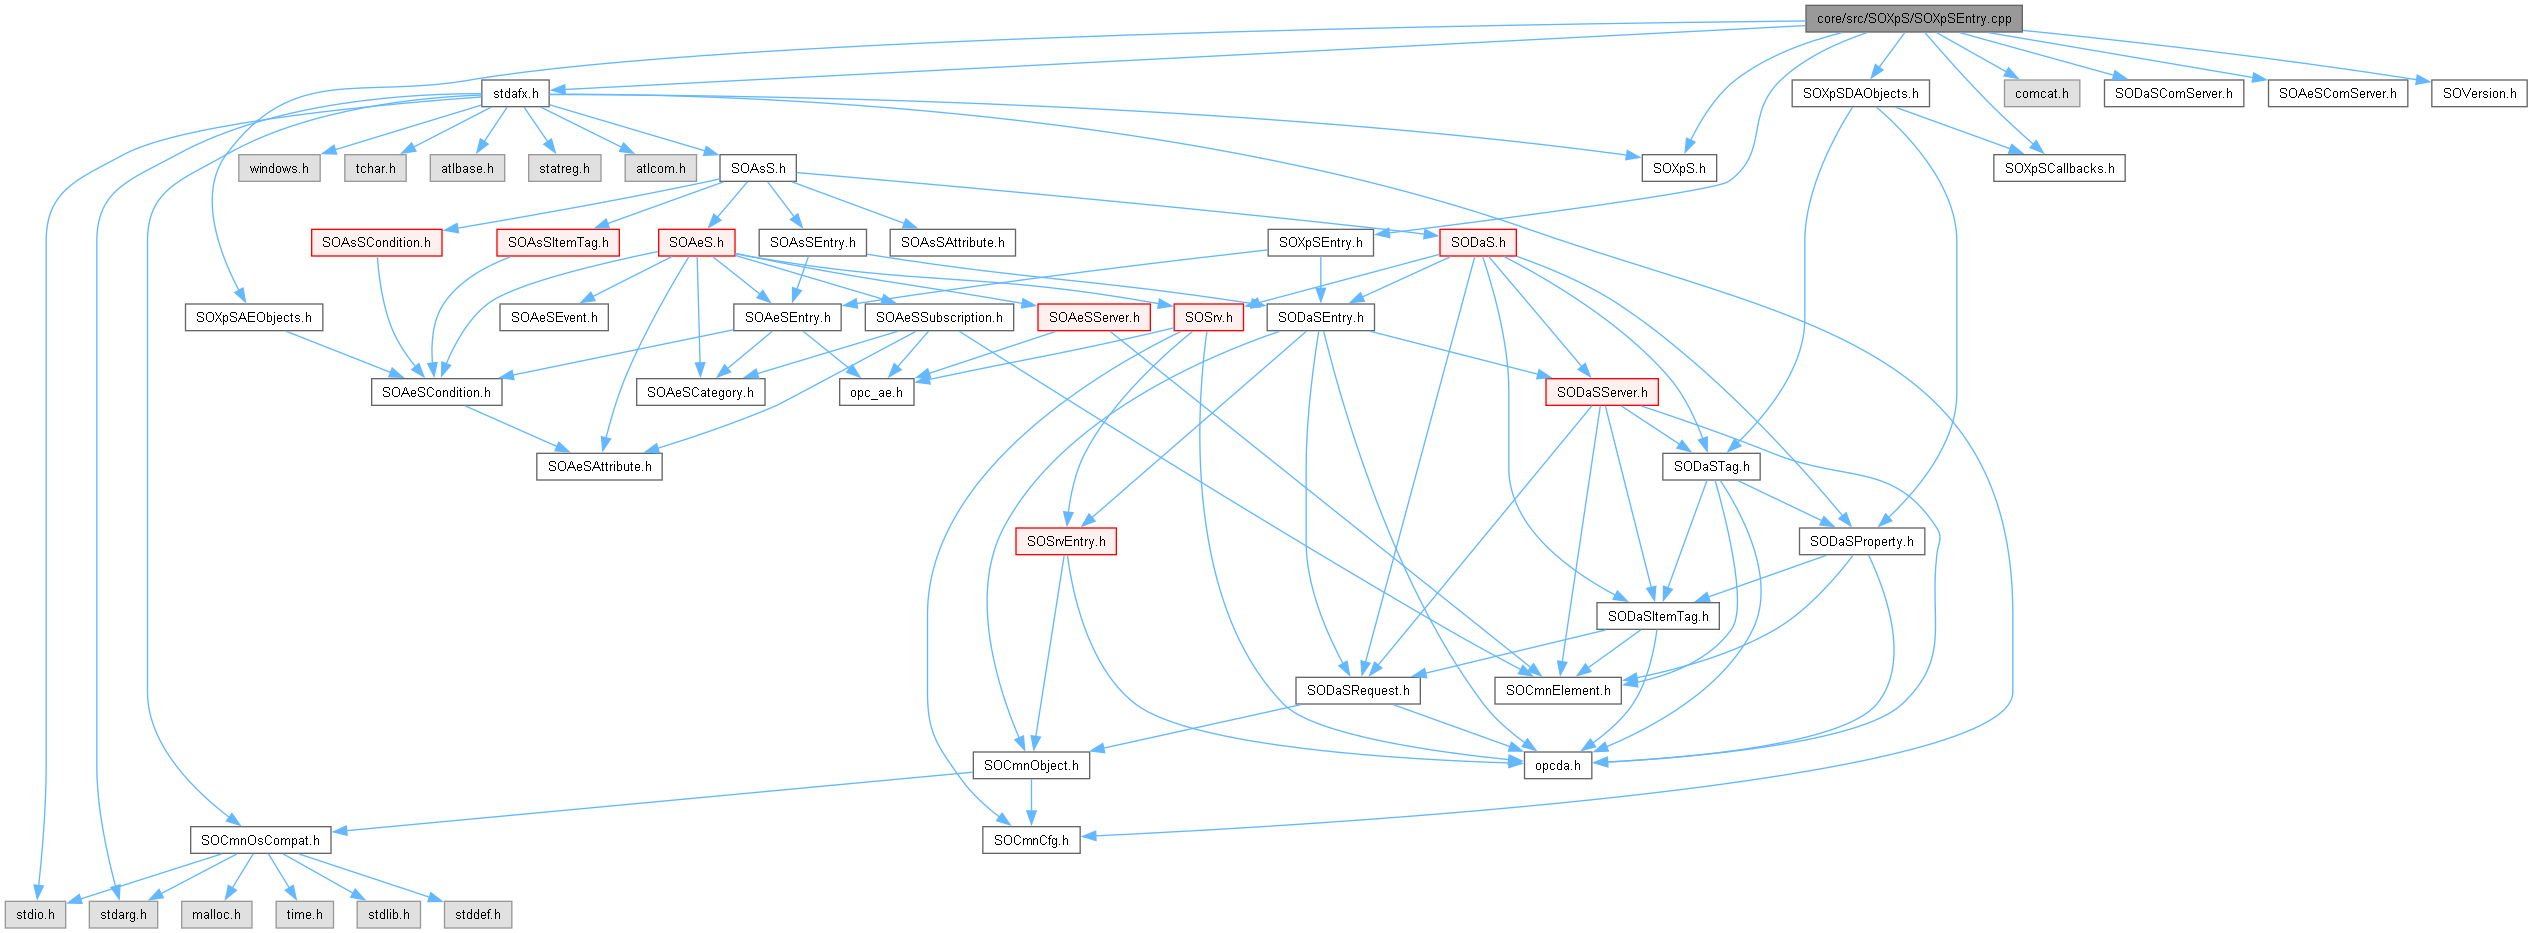 core/src/SOXpS/SOXpSEntry.cpp
stdafx.h
SOXpSDAObjects.h
comcat.h
SODaSComServer.h
SOAeSComServer.h
SOVersion.h
windows.h
tchar.h
atlbase.h
statreg.h
atlcom.h
SOAsS.h
SOXpS.h
SOXpSCallbacks.h
SOAsSCondition.h
SOAsSItemTag.h
SOAeS.h
SOAsSEntry.h
SOAsSAttribute.h
SOXpSEntry.h
SODaS.h
SOXpSAEObjects.h
SOAeSEvent.h
SOAeSEntry.h
SOAeSSubscription.h
SOAeSServer.h
SOSrv.h
SODaSEntry.h
SOAeSCondition.h
SOAeSCategory.h
opc_ae.h
SODaSServer.h
SOAeSAttribute.h
SODaSTag.h
SOSrvEntry.h
SODaSProperty.h
SODaSItemTag.h
SODaSRequest.h
SOCmnElement.h
SOCmnObject.h
opcda.h
SOCmnOsCompat.h
SOCmnCfg.h
stdio.h
stdarg.h
malloc.h
time.h
stdlib.h
stddef.h